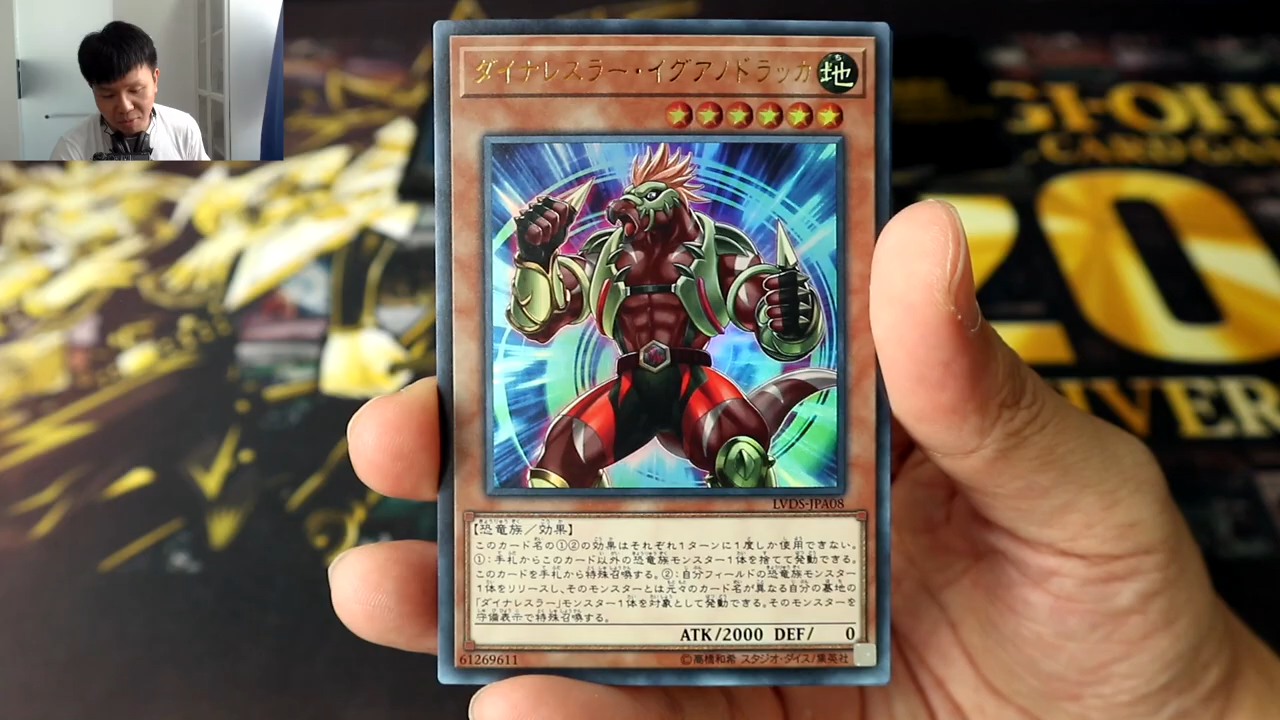 ダイナレスラー・イグアノドラッカ
地
LVDS-JPA08
【恐竜族／効果】
このカード名の①②の効果はそれぞれ1ターンに1度しか使用できない。
①：手札からこのカード以外の恐竜族モンスター1体を捨てて発動できる。
このカードを手札から特殊召喚する。②：自分フィールドの恐竜族モンスター
1体をリリースし、そのモンスターとは元々のカード名が異なる自分の墓地の
「ダイナレスラー」モンスター1体を対象として発動できる。そのモンスターを
守備表示で特殊召喚する。
ATK/2000 DEF/ 0
61269611
©高橋和希 スタジオ・ダイス/集英社
GI-OH
CARD GAM
20
IVER